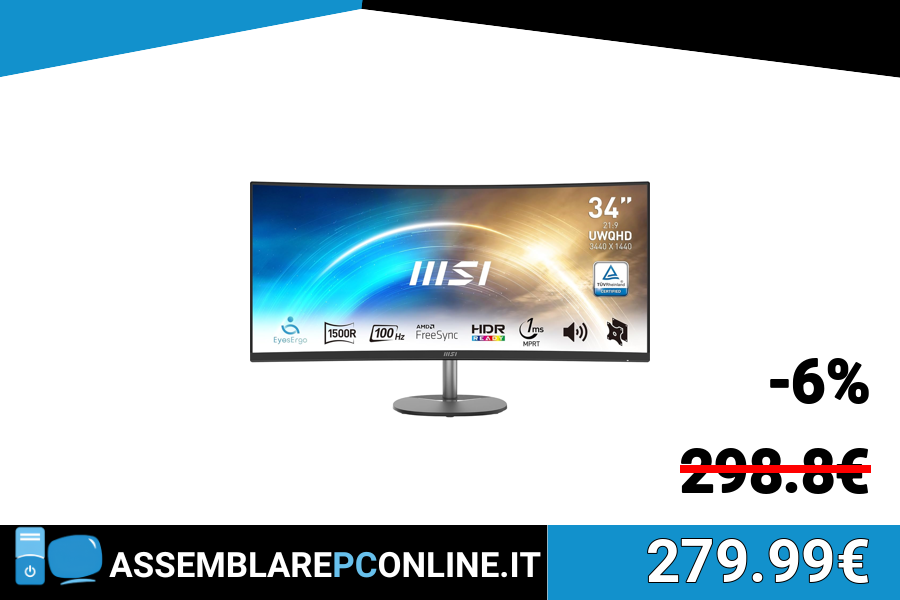 34”
21:9
UWQHD
3440 X 1440
msi
TÜVRheinland
CERTIFIED
EyesErgo
1500R
100Hz
AMD
FreeSync
HDR
READY
1ms
MPRT
msi
-6%
298.8€
ASSEMBLAREPCONLINE.IT
279.99€